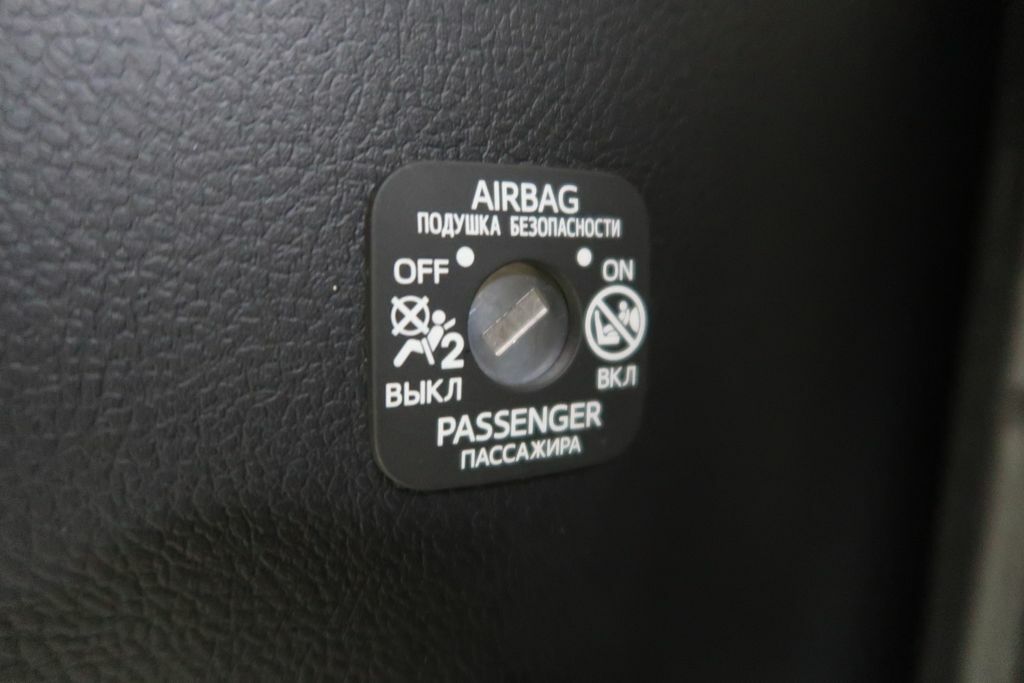 AIRBAG
ПОДУШКА БЕЗОПАСНОСТИ
OFF
ON
2
ВЫКЛ
ВКЛ
PASSENGER
ПАССАЖИРА